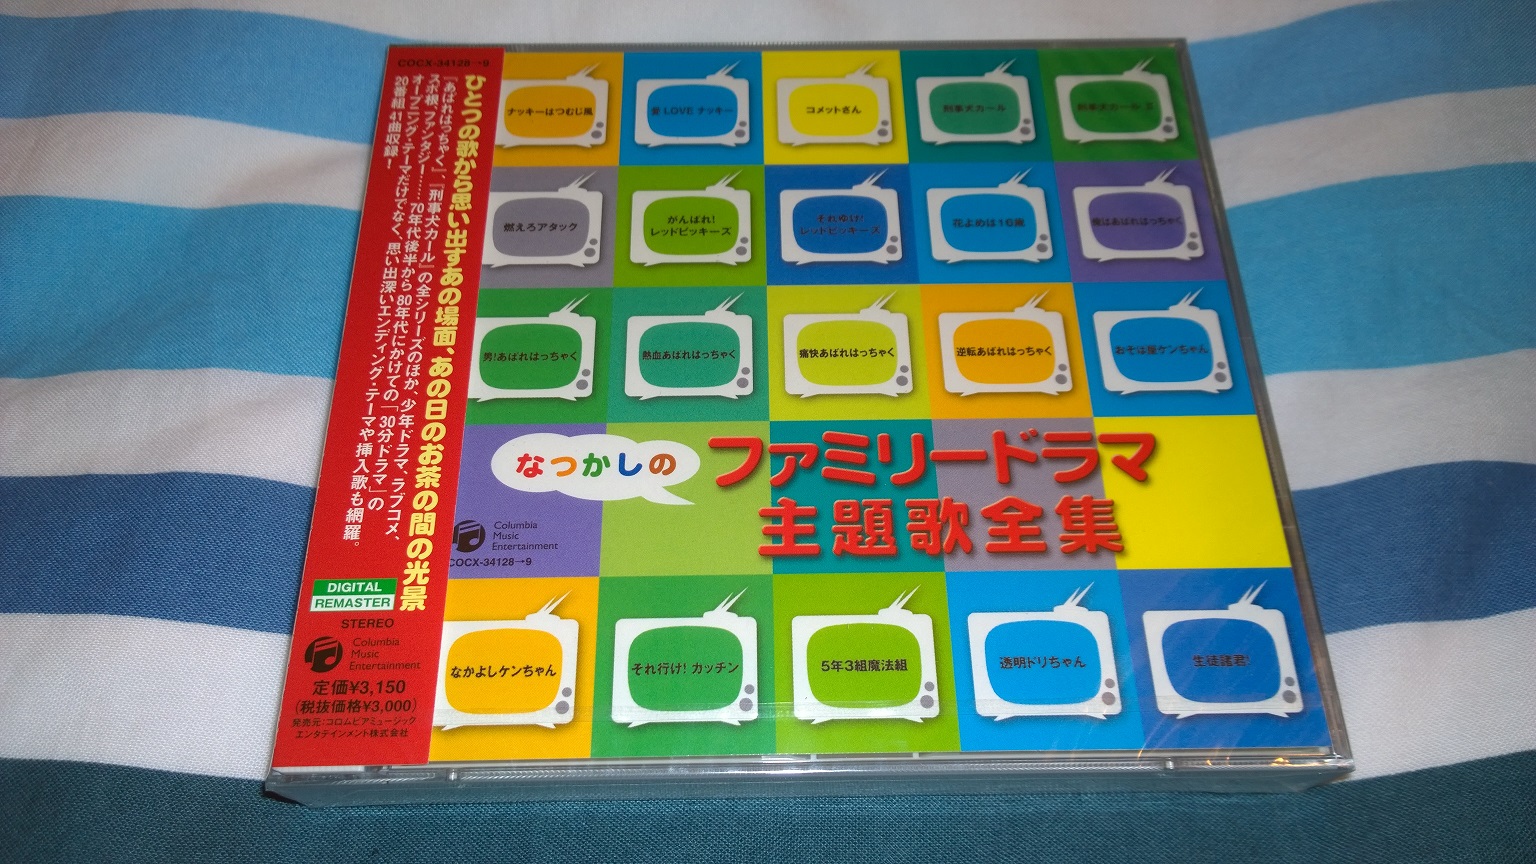 COCX-34128→9
ひとつの歌から思い出すあの場面、あの日のお茶の間の光景
『あばれはっちゃく』、『刑事犬カール』の全シリーズのほか、少年ドラマ、ラブコメ、
スポ根、ファンタジー……70年代後半から80年代にかけての「30分ドラマ」の
オープニング・テーマだけでなく、思い出深いエンディング・テーマや挿入歌も網羅。
20番組41曲収録！
DIGITAL
REMASTER
STEREO
Columbia
Music
Entertainment
定価¥3,150
(税抜価格¥3,000)
発売元:コロムビアミュージック
エンタテインメント株式会社
ナッキーはつむじ風
愛 LOVE ナッキー
コメットさん
刑事犬カール
刑事犬カール II
燃えろアタック
がんばれ!
レッドビッキーズ
それゆけ!
レッドビッキーズ
花よめは16歳
俺はあばれはっちゃく
男!あばれはっちゃく
熱血あばれはっちゃく
痛快あばれはっちゃく
逆転あばれはっちゃく
おそば屋ケンちゃん
なつかしの
ファミリードラマ
主題歌全集
Columbia
Music
Entertainment
COCX-34128→9
なかよしケンちゃん
それ行け! カッチン
5年3組魔法組
透明ドリちゃん
生徒諸君!